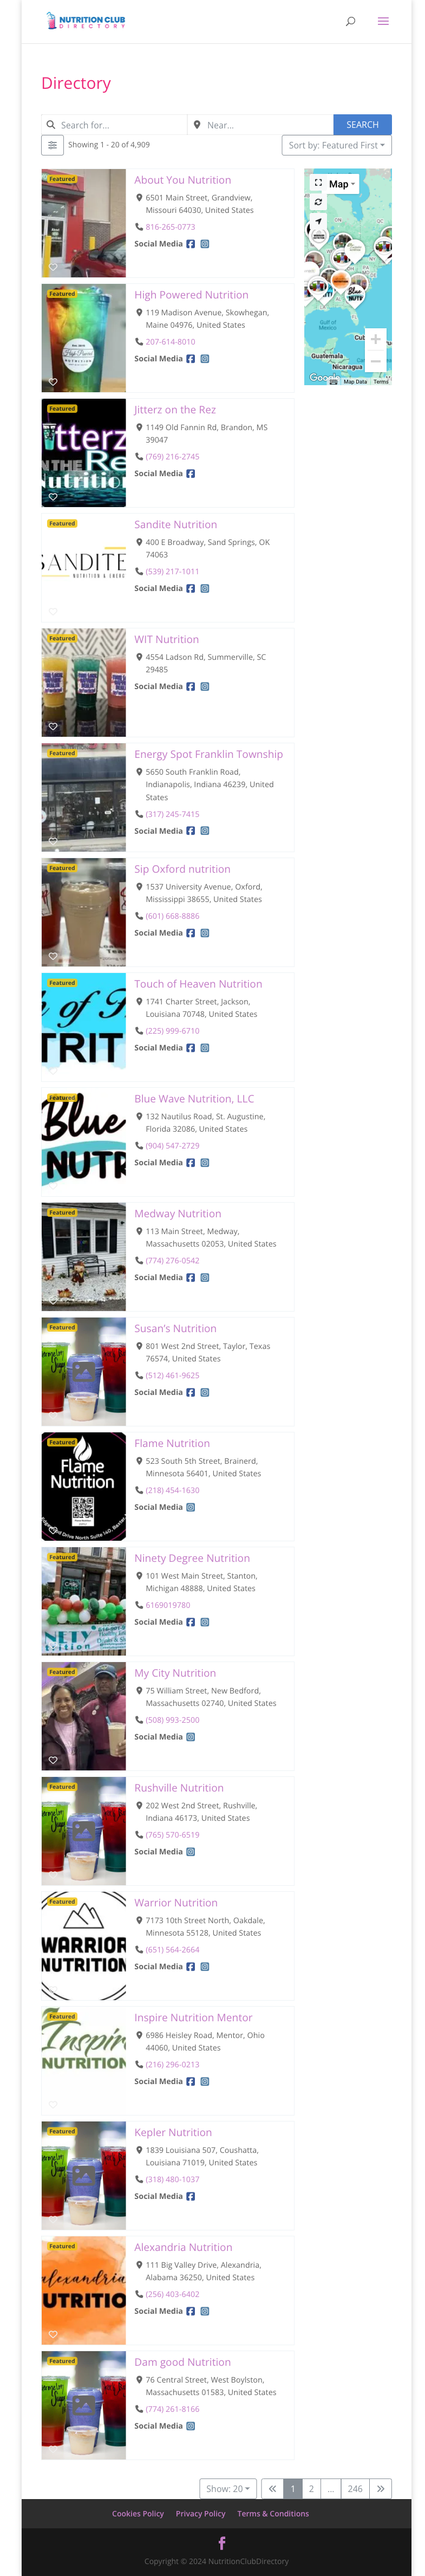 NUTRITION CLUB
DIRECTORY
Directory
Search for...
Near...
SEARCH
Showing 1 - 20 of 4,909
Sort by: Featured First
Featured
About You Nutrition
6501 Main Street, Grandview,
Missouri 64030, United States
816-265-0773
Social Media
Map
Gulf of
Mexico
Guatemala
Nicaragua
Google
Map Data
Terms
Featured
High Powered Nutrition
119 Madison Avenue, Skowhegan,
Maine 04976, United States
207-614-8010
Social Media
Featured
Jitterz on the Rez
1149 Old Fannin Rd, Brandon, MS
39047
(769) 216-2745
Social Media
Featured
SANDITE
NUTRITION & ENERG
Sandite Nutrition
400 E Broadway, Sand Springs, OK
74063
(539) 217-1011
Social Media
Featured
WIT Nutrition
4554 Ladson Rd, Summerville, SC
29485
Social Media
Featured
Energy Spot Franklin Township
5650 South Franklin Road,
Indianapolis, Indiana 46239, United
States
(317) 245-7415
Social Media
Featured
Sip Oxford nutrition
1537 University Avenue, Oxford,
Mississippi 38655, United States
(601) 668-8886
Social Media
Featured
Touch of Heaven Nutrition
1741 Charter Street, Jackson,
Louisiana 70748, United States
(225) 999-6710
Social Media
Featured
Blue
NUTR
Blue Wave Nutrition, LLC
132 Nautilus Road, St. Augustine,
Florida 32086, United States
(904) 547-2729
Social Media
Featured
Medway Nutrition
113 Main Street, Medway,
Massachusetts 02053, United States
(774) 276-0542
Social Media
Featured
Susan's Nutrition
801 West 2nd Street, Taylor, Texas
76574, United States
(512) 461-9625
Social Media
Featured
Flame
Nutrition
Flame Nutrition
523 South 5th Street, Brainerd,
Minnesota 56401, United States
(218) 454-1630
Social Media
Featured
Ninety Degree Nutrition
101 West Main Street, Stanton,
Michigan 48888, United States
6169019780
Social Media
Featured
My City Nutrition
75 William Street, New Bedford,
Massachusetts 02740, United States
(508) 993-2500
Social Media
Featured
Rushville Nutrition
202 West 2nd Street, Rushville,
Indiana 46173, United States
(765) 570-6519
Social Media
Featured
WARRIOR
NUTRITION
Warrior Nutrition
7173 10th Street North, Oakdale,
Minnesota 55128, United States
(651) 564-2664
Social Media
Featured
Inspire
NUTRITION
Inspire Nutrition Mentor
6986 Heisley Road, Mentor, Ohio
44060, United States
(216) 296-0213
Social Media
Featured
Kepler Nutrition
1839 Louisiana 507, Coushatta,
Louisiana 71019, United States
(318) 480-1037
Social Media
Featured
alexandria
NUTRITION
Alexandria Nutrition
111 Big Valley Drive, Alexandria,
Alabama 36250, United States
(256) 403-6402
Social Media
Featured
Dam good Nutrition
76 Central Street, West Boylston,
Massachusetts 01583, United States
(774) 261-8166
Social Media
Show: 20
« 1 2 ... 246 »
Cookies Policy Privacy Policy Terms & Conditions
Copyright © 2024 NutritionClubDirectory